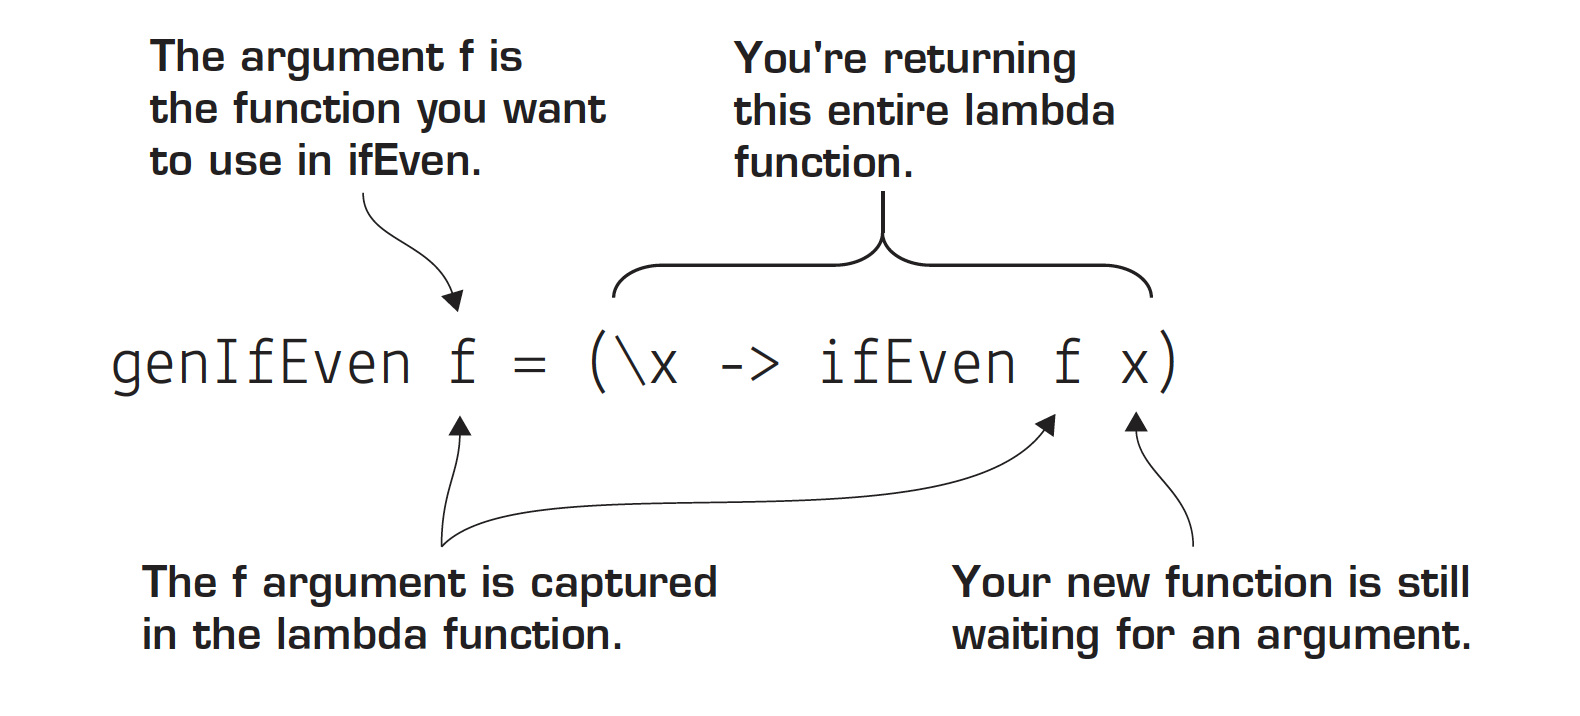 The argument f is
the function you want
to use in ifEven.
You're returning
this entire lambda
function.
genIfEven f = (\x -> ifEven f x)
The f argument is captured
in the lambda function.
Your new function is still
waiting for an argument.